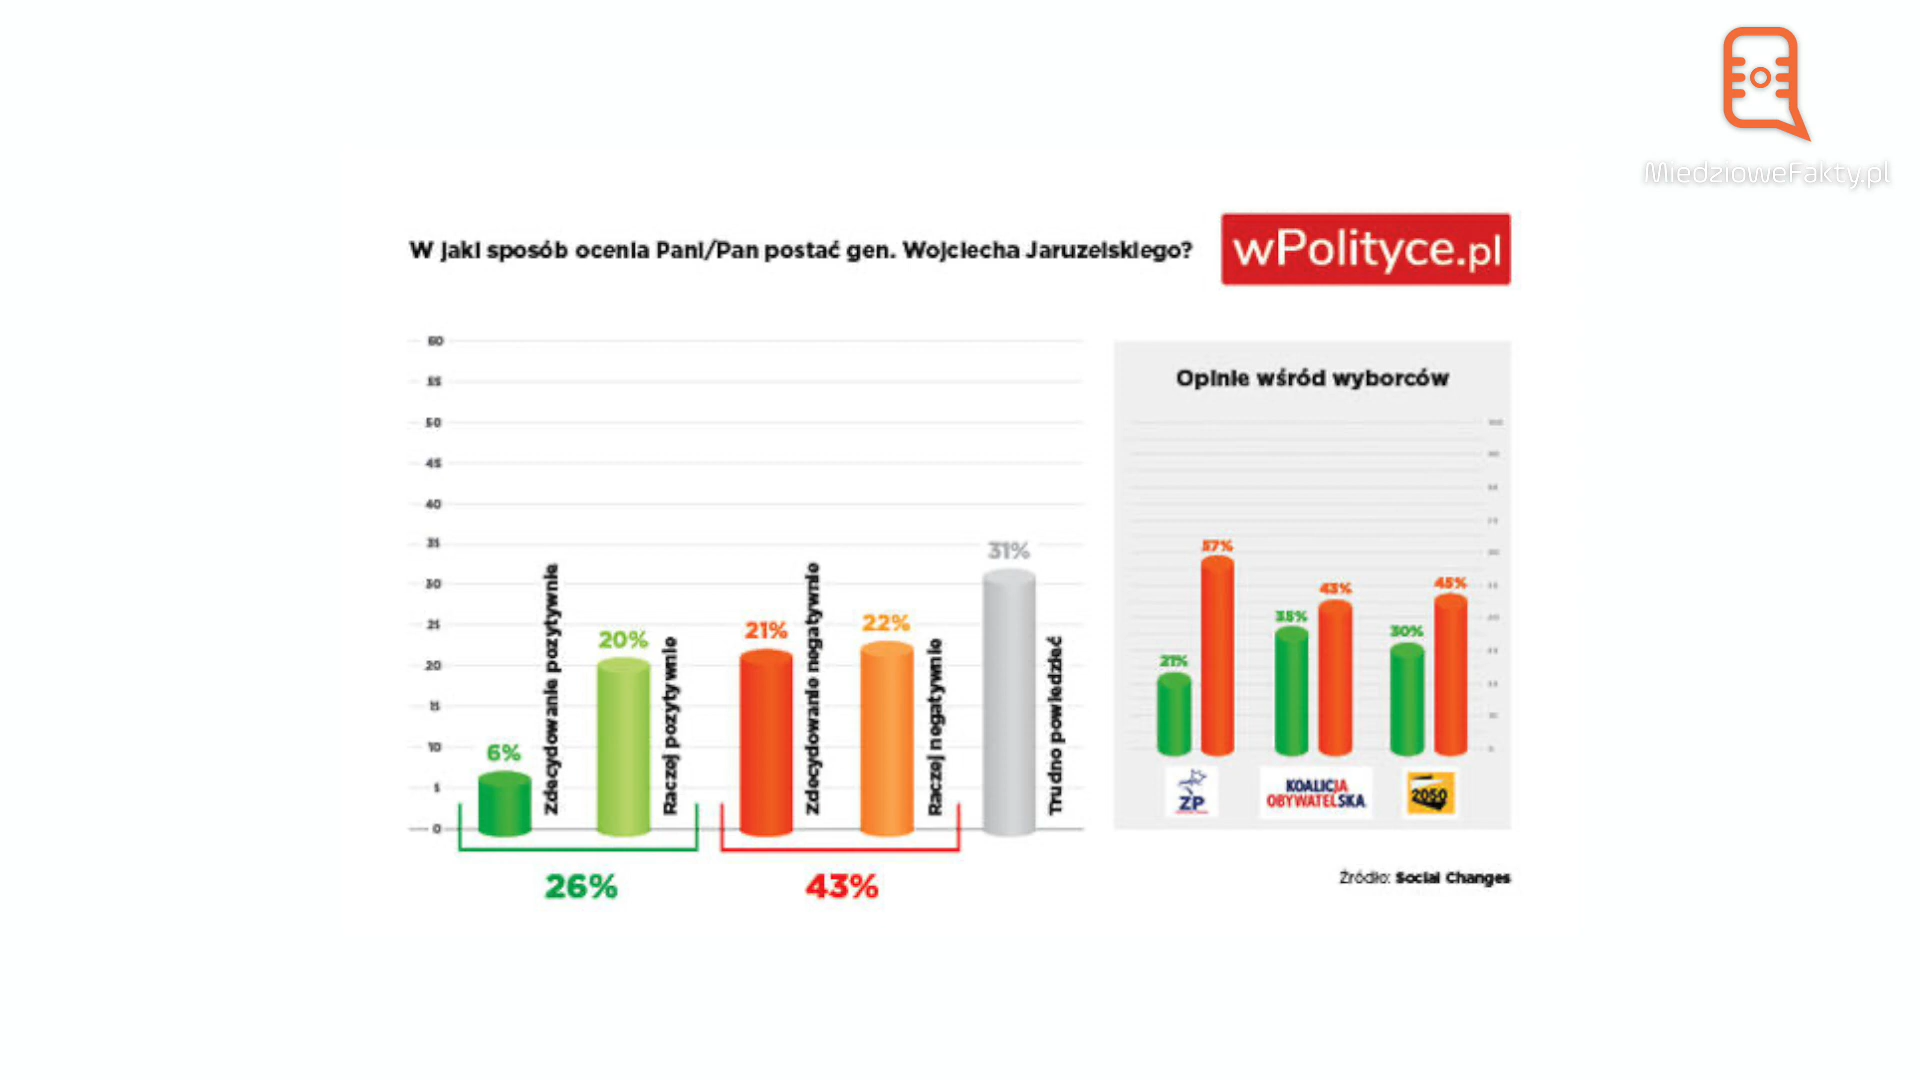 MiedzioweFakty.pl
W jaki sposób ocenia Pani/Pan postać gen. Wojciecha Jaruzelskiego?
wPolityce.pl
60
55
50
45
40
35
30
25
20
15
10
5
0
6%
Zdecydowanie pozytywnie
20%
Raczej pozytywnie
21%
Zdecydowanie negatywnie
22%
Raczej negatywnie
31%
Trudno powiedzieć
26%
43%
Opinie wśród wyborców
21%
57%
35%
43%
30%
45%
ZP
KOALICJA
OBYWATELSKA
2050
Źródło: Social Changes